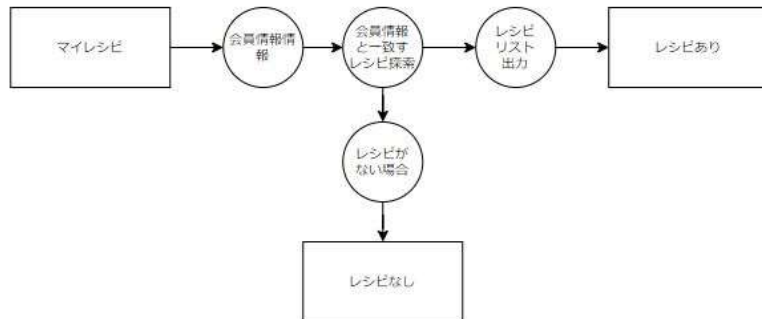 マイレシピ
会員情報情
報
会員情報
と一致す
レシピ探索
レシピ
リスト
出力
レシピあり
レシピが
ない場合
レシピなし